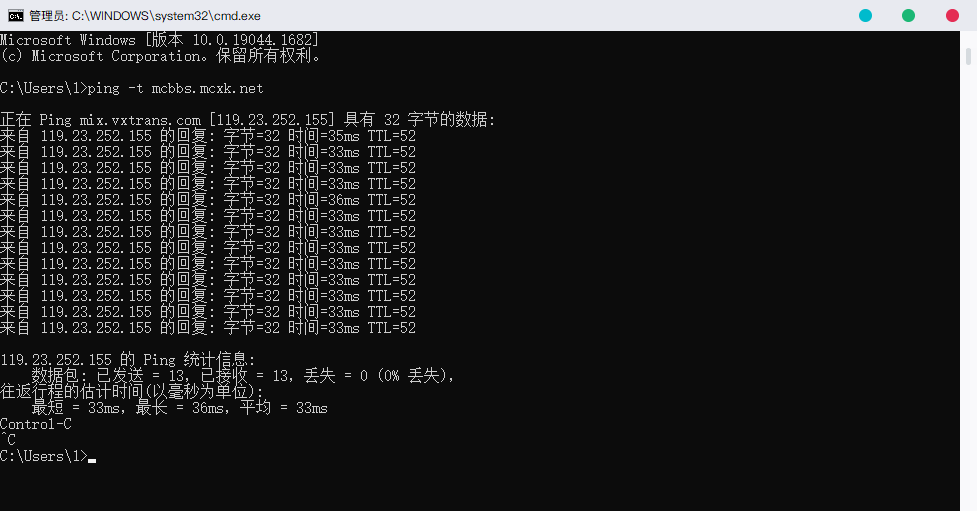 管理员: C:\WINDOWS\system32\cmd.exe
Microsoft Windows [版本 10.0.19044.1682]
(c) Microsoft Corporation。保留所有权利。
C:\Users\1>ping -t mcbbs.mcxk.net
正在 Ping mix.vxtrans.com [119.23.252.155] 具有 32 字节的数据:
来自 119.23.252.155 的回复: 字节=32 时间=35ms TTL=52
来自 119.23.252.155 的回复: 字节=32 时间=33ms TTL=52
来自 119.23.252.155 的回复: 字节=32 时间=33ms TTL=52
来自 119.23.252.155 的回复: 字节=32 时间=33ms TTL=52
来自 119.23.252.155 的回复: 字节=32 时间=36ms TTL=52
来自 119.23.252.155 的回复: 字节=32 时间=33ms TTL=52
来自 119.23.252.155 的回复: 字节=32 时间=33ms TTL=52
来自 119.23.252.155 的回复: 字节=32 时间=33ms TTL=52
来自 119.23.252.155 的回复: 字节=32 时间=33ms TTL=52
来自 119.23.252.155 的回复: 字节=32 时间=33ms TTL=52
来自 119.23.252.155 的回复: 字节=32 时间=33ms TTL=52
来自 119.23.252.155 的回复: 字节=32 时间=33ms TTL=52
来自 119.23.252.155 的回复: 字节=32 时间=33ms TTL=52
119.23.252.155 的 Ping 统计信息:
数据包: 已发送 = 13，已接收 = 13，丢失 = 0 (0% 丢失)，
往返行程的估计时间(以毫秒为单位):
最短 = 33ms，最长 = 36ms，平均 = 33ms
Control-C
^C
C:\Users\1>